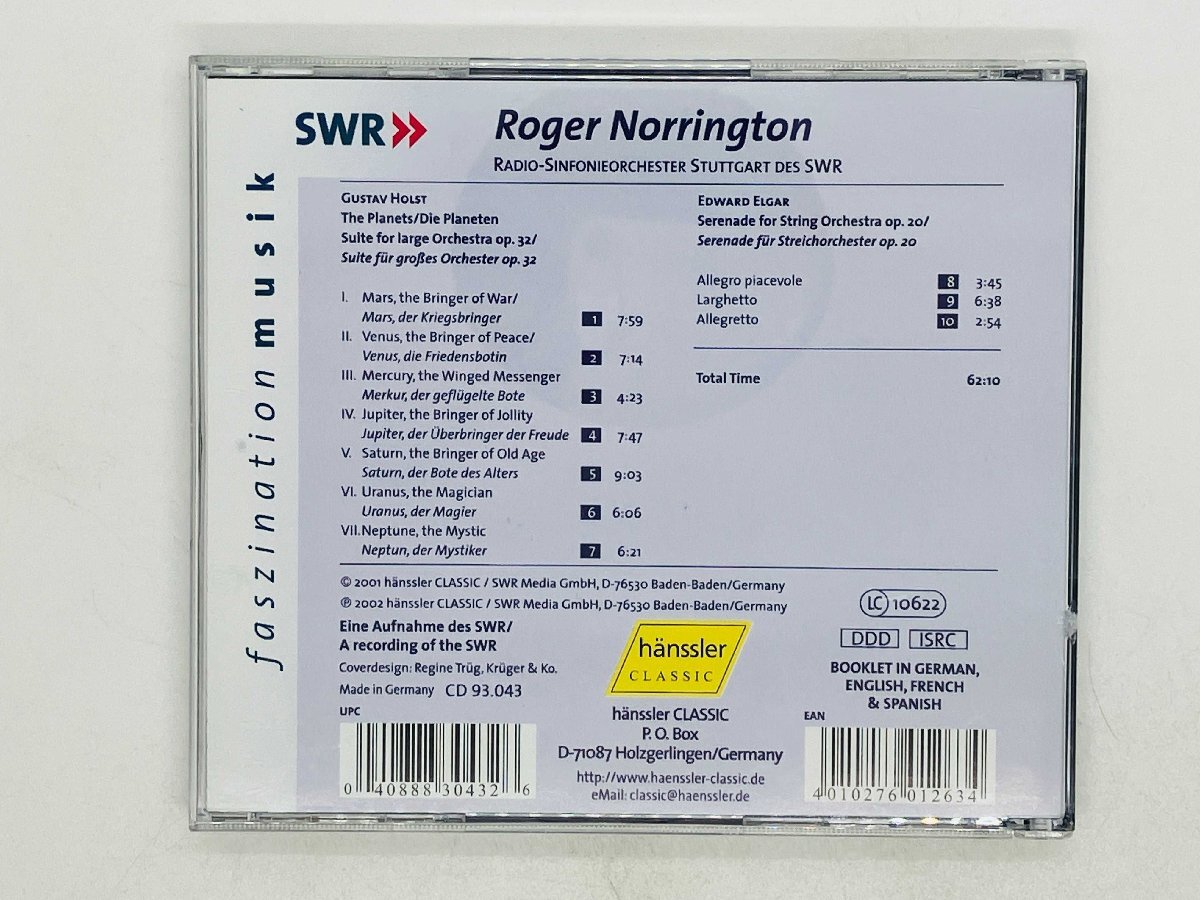 faszination musik
SWR
Roger Norrington
RADIO-SINFONIEORCHESTER STUTTGART DES SWR
GUSTAV HOLST
The Planets/Die Planeten
Suite for large Orchestra op. 32/
Suite für großes Orchester op. 32
I. Mars, the Bringer of War/
Mars, der Kriegsbringer 1 7:59
II. Venus, the Bringer of Peace/
Venus, die Friedensbotin 2 7:14
III. Mercury, the Winged Messenger
Merkur, der geflügelte Bote 3 4:23
IV. Jupiter, the Bringer of Jollity
Jupiter, der Überbringer der Freude 4 7:47
V. Saturn, the Bringer of Old Age
Saturn, der Bote des Alters 5 9:03
VI. Uranus, the Magician
Uranus, der Magier 6 6:06
VII. Neptune, the Mystic
Neptun, der Mystiker 7 6:21
EDWARD ELGAR
Serenade for String Orchestra op. 20/
Serenade für Streichorchester op. 20
Allegro piacevole 8 3:45
Larghetto 9 6:38
Allegretto 10 2:54
Total Time 62:10
© 2001 hänssler CLASSIC / SWR Media GmbH, D-76530 Baden-Baden/Germany
℗ 2002 hänssler CLASSIC / SWR Media GmbH, D-76530 Baden-Baden/Germany
Eine Aufnahme des SWR/
A recording of the SWR
Coverdesign: Regine Trüg, Krüger & Ko.
Made in Germany CD 93.043
UPC
0 40888 30432 6
hänssler
CLASSIC
hänssler CLASSIC
P. O. Box
D-71087 Holzgerlingen/Germany
http://www.haenssler-classic.de
eMail: classic@haenssler.de
LC 10622
DDD ISRC
BOOKLET IN GERMAN,
ENGLISH, FRENCH
& SPANISH
EAN
4 010276 012634